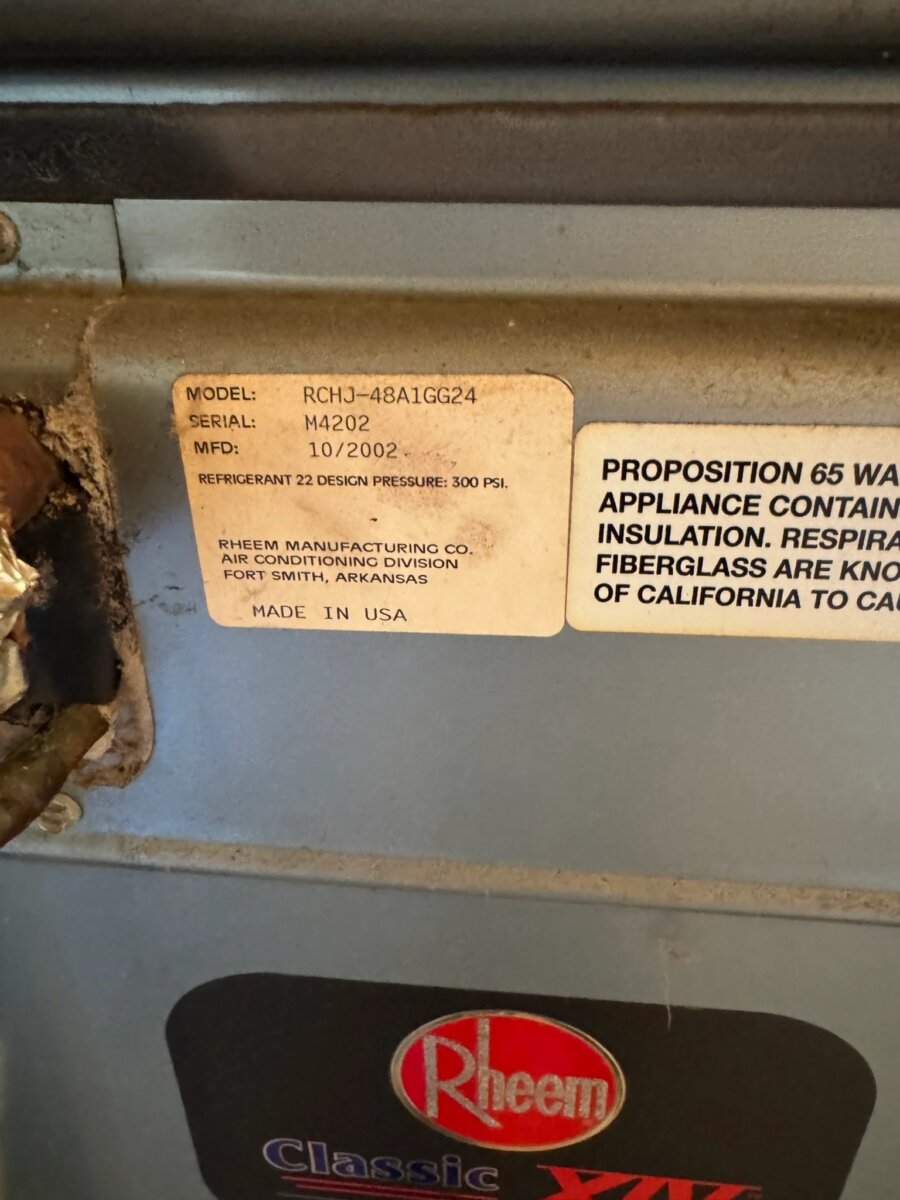 MODEL: RCHJ-48A1GG24
SERIAL: M4202
MFD: 10/2002
REFRIGERANT 22 DESIGN PRESSURE: 300 PSI.
RHEEM MANUFACTURING CO.
AIR CONDITIONING DIVISION
FORT SMITH, ARKANSAS
MADE IN USA
PROPOSITION 65 WA
APPLIANCE CONTAIN
INSULATION. RESPIRA
FIBERGLASS ARE KNO
OF CALIFORNIA TO CA
Rheem
Classic XIV